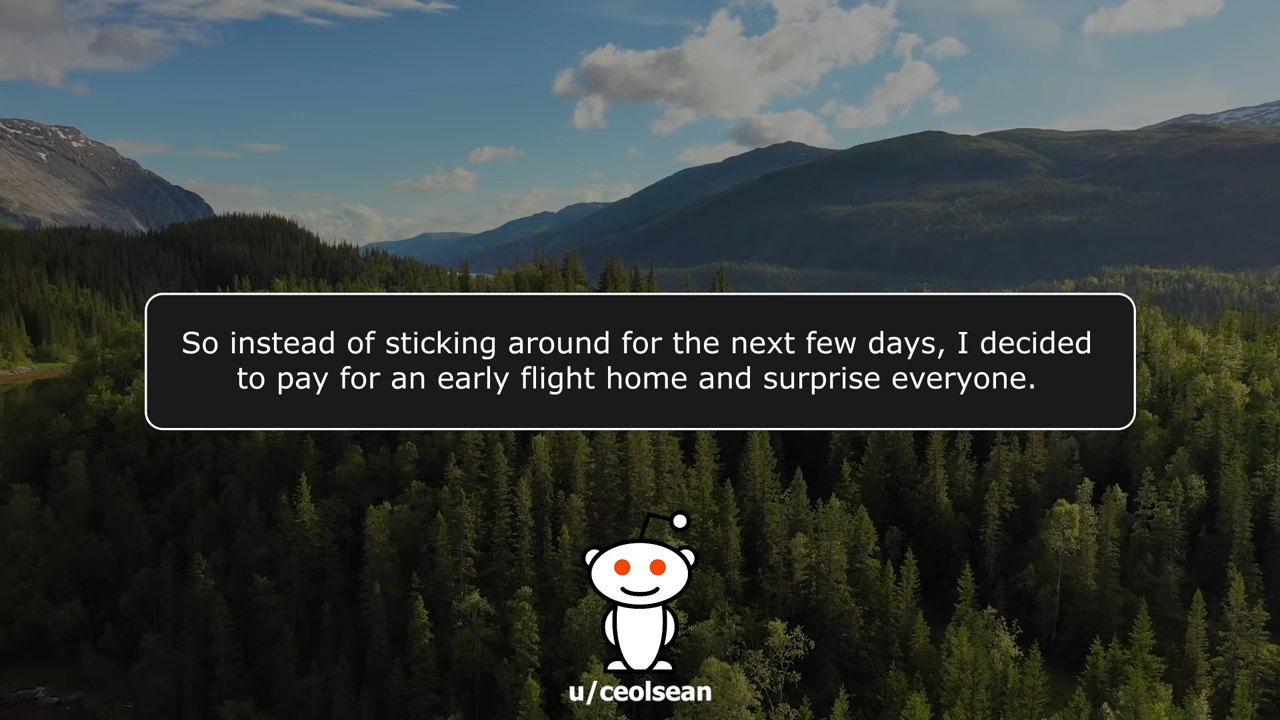 So instead of sticking around for the next few days, I decided
to pay for an early flight home and surprise everyone.
u/ceolsean